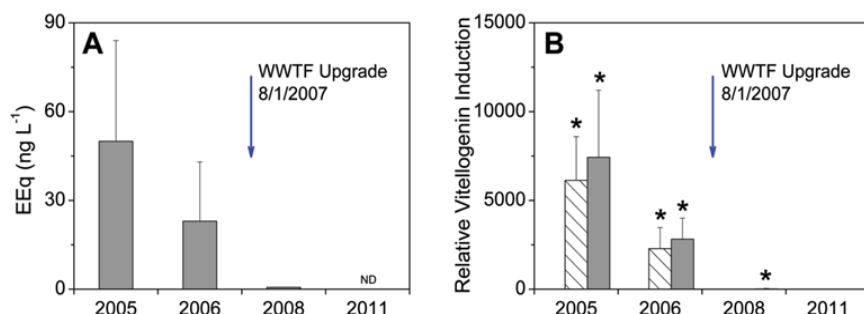 A
EEq (ng L⁻¹)
90
60
30
0
WWTF Upgrade
8/1/2007
ND
2005 2006 2008 2011
B
Relative Vitellogenin Induction
15000
10000
5000
0
* *
WWTF Upgrade
8/1/2007
* *
*
2005 2006 2008 2011